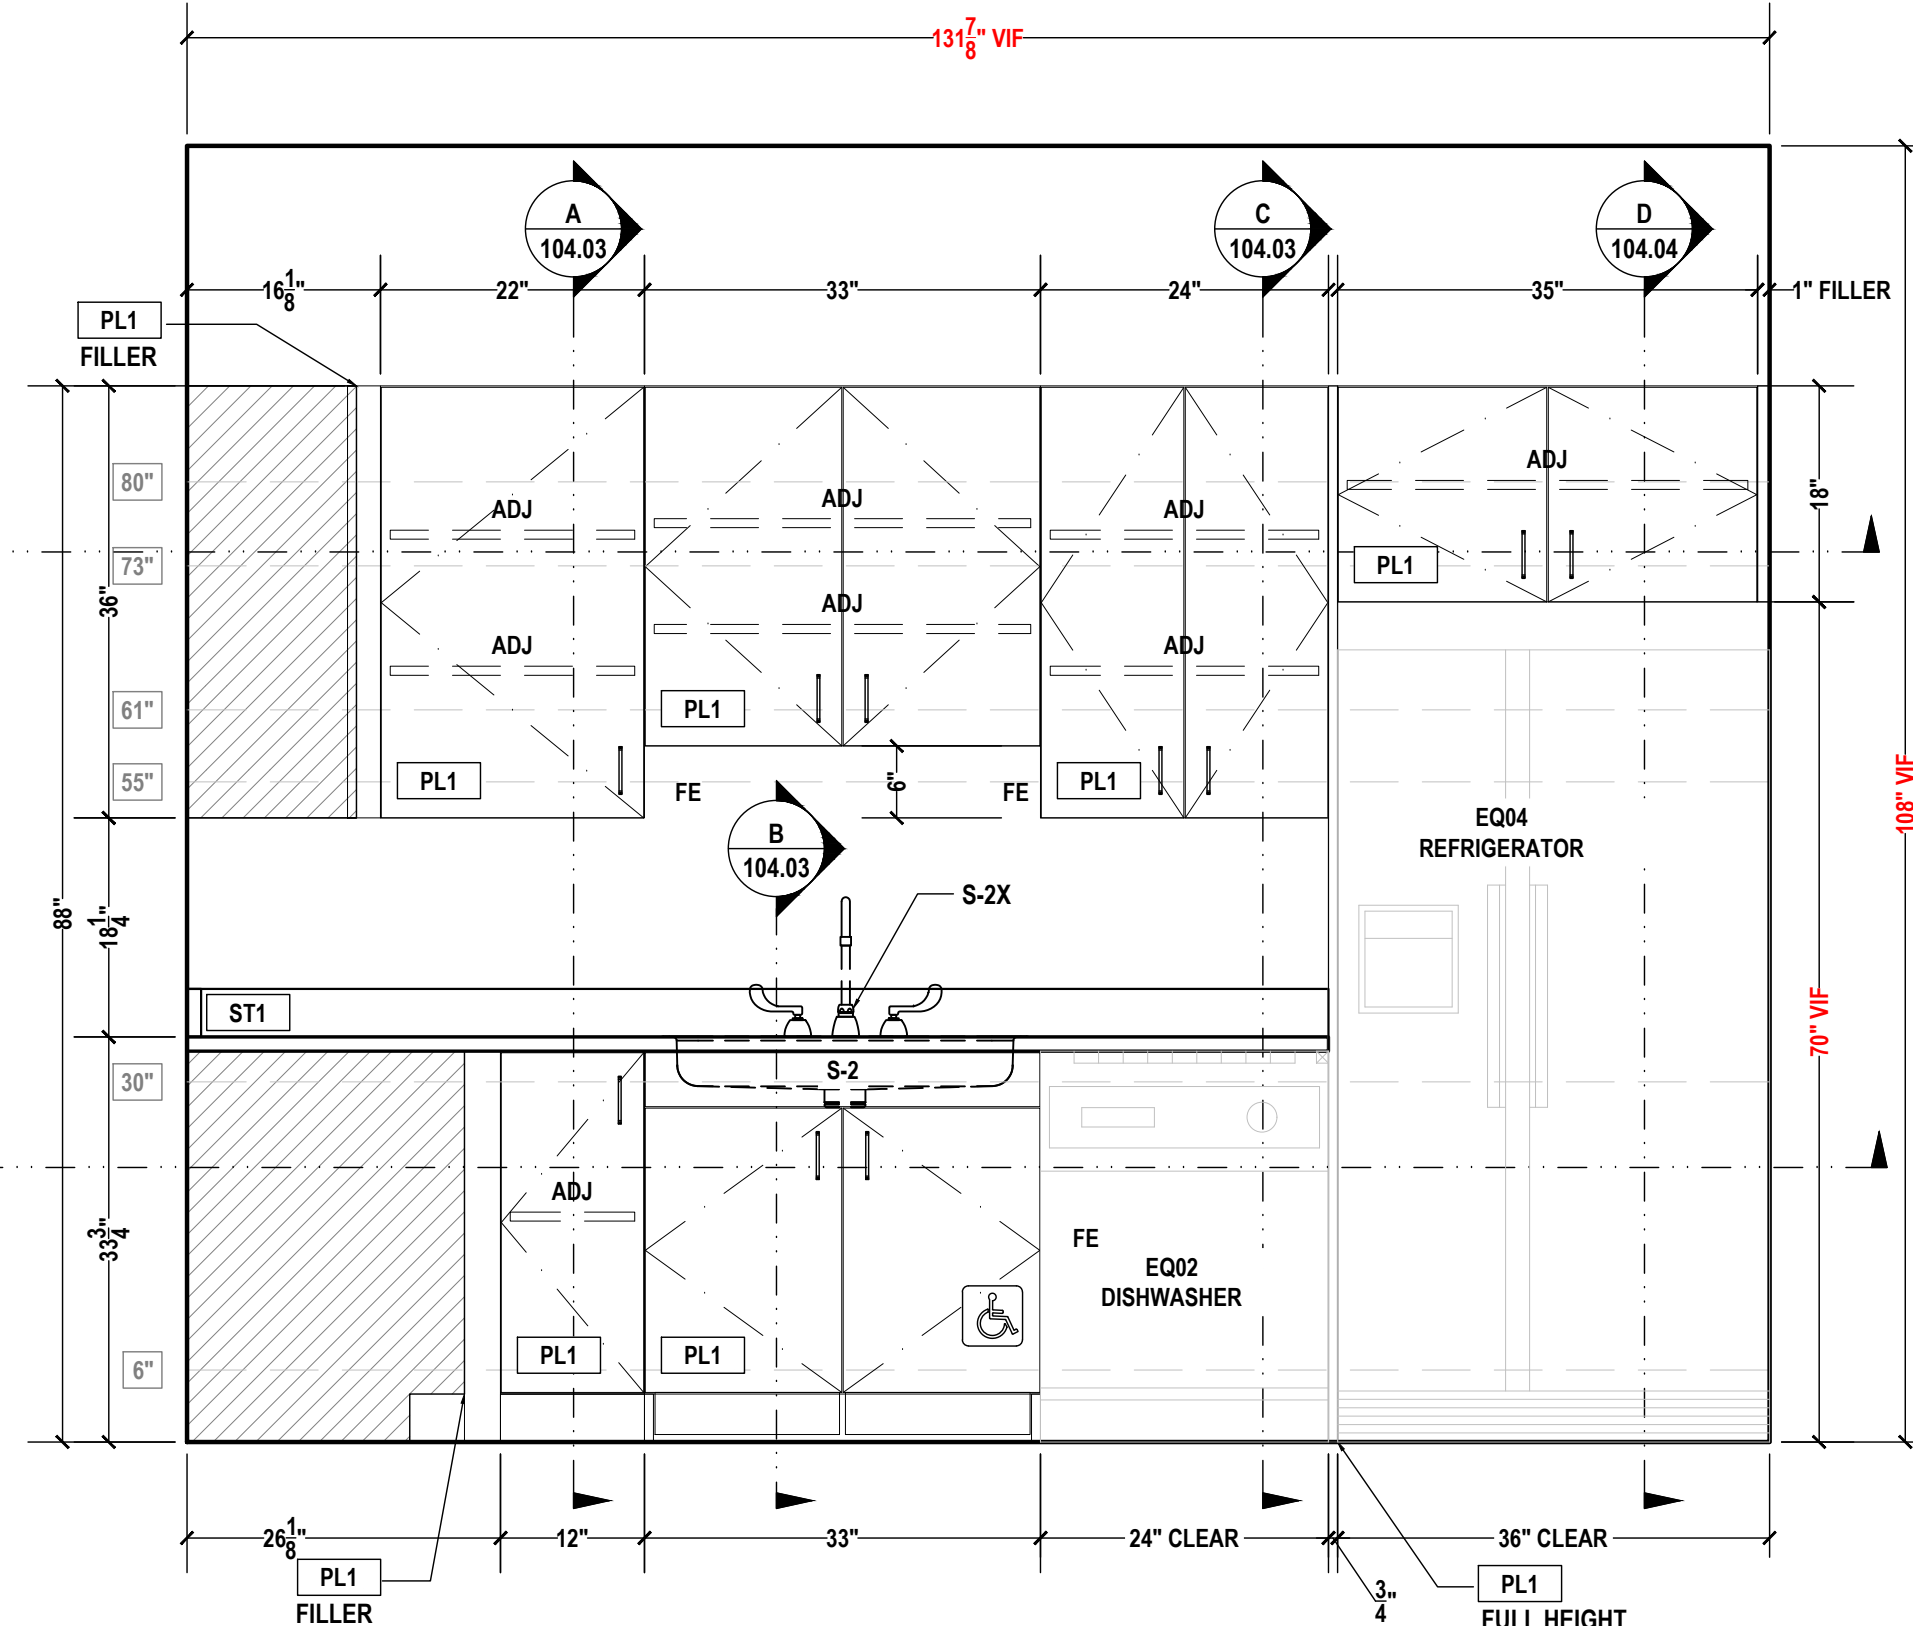 131 7/8" VIF
A
104.03
C
104.03
D
104.04
16 1/8"
22"
33"
24"
35"
1" FILLER
PL1
FILLER
80"
ADJ
ADJ
ADJ
ADJ
18"
73"
PL1
36"
ADJ
ADJ
ADJ
61"
PL1
55"
PL1
FE
6"
FE
PL1
108" VIF
EQ04
REFRIGERATOR
B
104.03
88"
18 1/4"
S-2X
ST1
70" VIF
30"
S-2
ADJ
33 3/4"
FE
EQ02
DISHWASHER
6"
PL1
PL1
26 1/8"
12"
33"
24" CLEAR
36" CLEAR
PL1
FILLER
3/4"
PL1
FULL HEIGHT